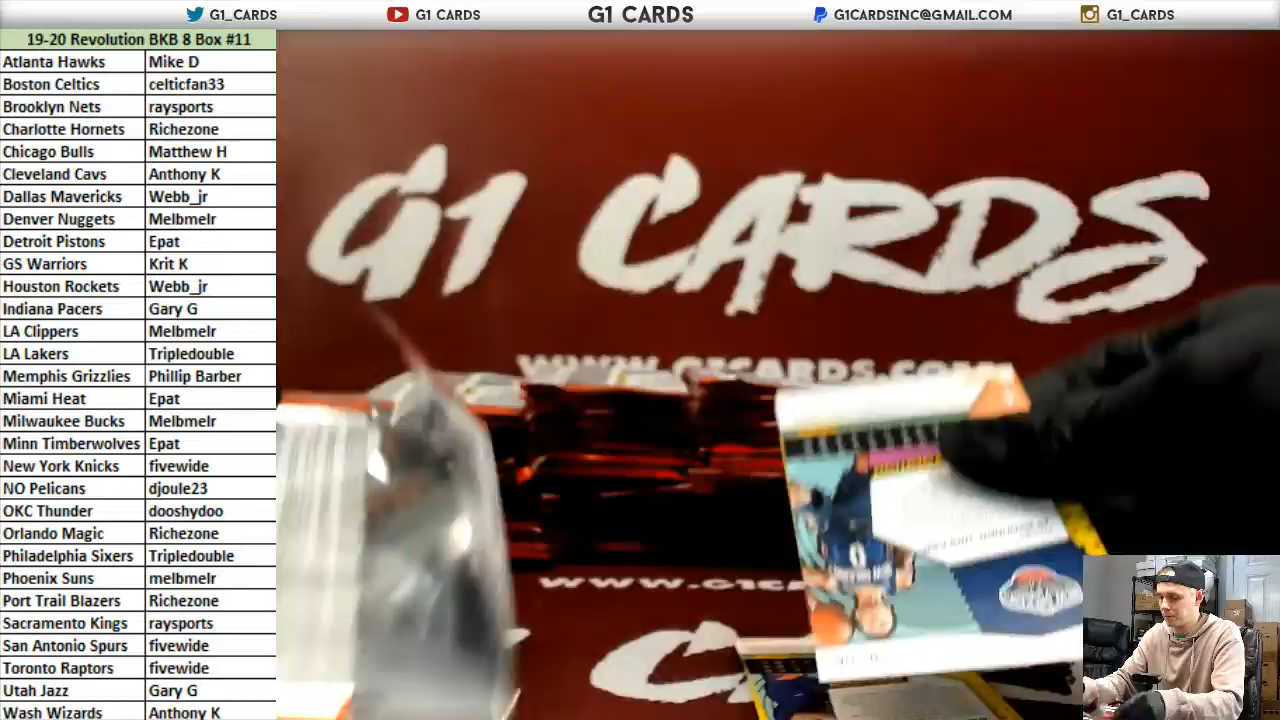 G1_CARDS G1 CARDS G1 CARDS G1CARDSINC@GMAIL.COM G1_CARDS
19-20 Revolution BKB 8 Box #11
Atlanta Hawks Mike D
Boston Celtics celticfan33
Brooklyn Nets raysports
Charlotte Hornets Richezone
Chicago Bulls Matthew H
Cleveland Cavs Anthony K
Dallas Mavericks Webb_jr
Denver Nuggets Melbmelr
Detroit Pistons Epat
GS Warriors Krit K
Houston Rockets Webb_jr
Indiana Pacers Gary G
LA Clippers Melbmelr
LA Lakers Tripledouble
Memphis Grizzlies Phillip Barber
Miami Heat Epat
Milwaukee Bucks Melbmelr
Minn Timberwolves Epat
New York Knicks fivewide
NO Pelicans djoule23
OKC Thunder dooshydoo
Orlando Magic Richezone
Philadelphia Sixers Tripledouble
Phoenix Suns melbmelr
Port Trail Blazers Richezone
Sacramento Kings raysports
San Antonio Spurs fivewide
Toronto Raptors fivewide
Utah Jazz Gary G
Wash Wizards Anthony K
G1 CARDS
WWW.G1CARDS.COM
WWW.G1CA
C